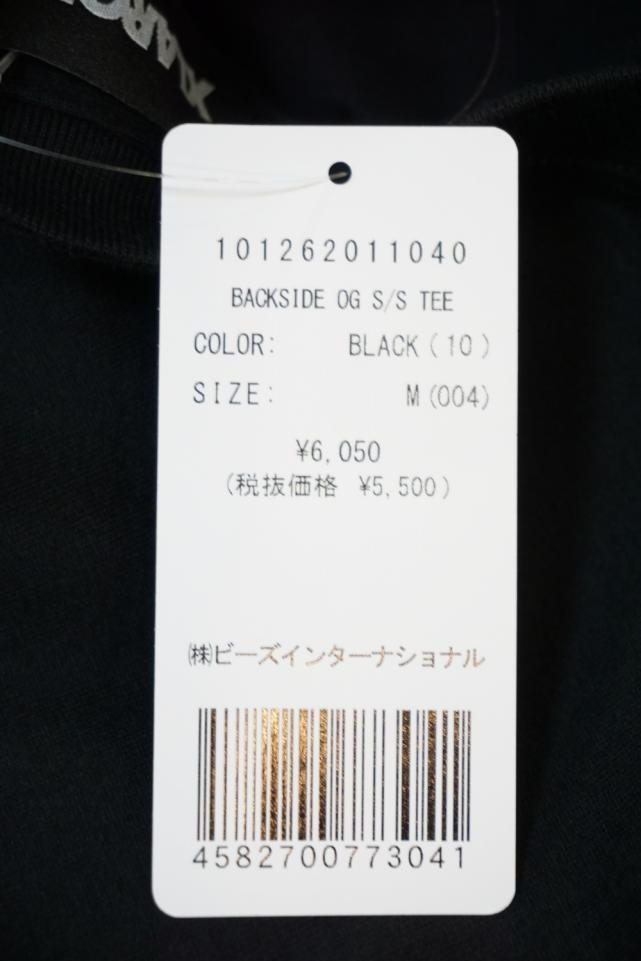 XLARGE
101262011040
BACKSIDE OG S/S TEE
COLOR: BLACK(10)
SIZE: M(004)
¥6,050
(税抜価格 ¥5,500)
㈱ビーズインターナショナル
4582700773041